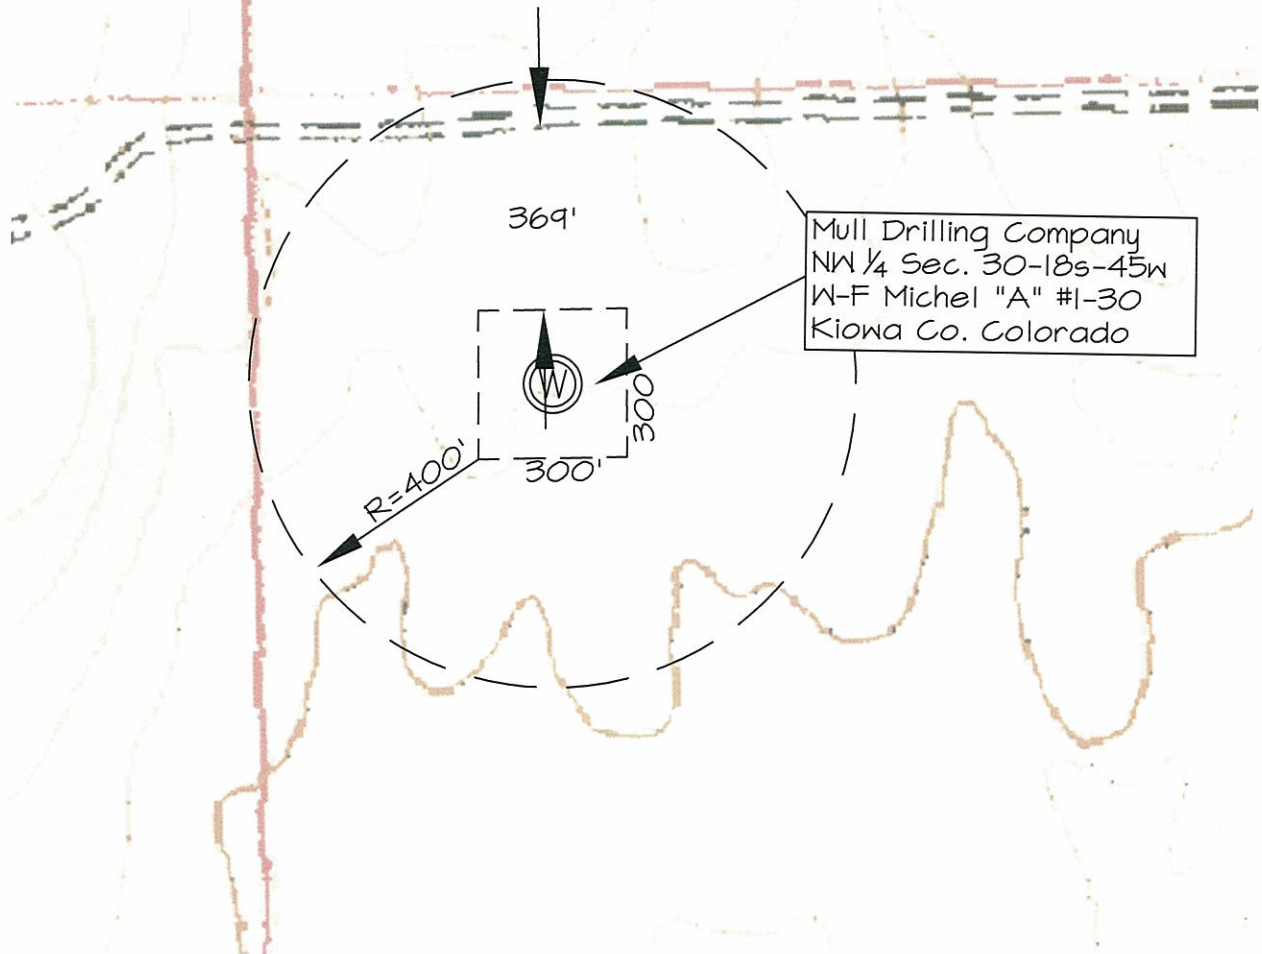 369'
Mull Drilling Company
NW ¼ Sec. 30-18s-45w
W-F Michel "A" #1-30
Kiowa Co. Colorado
W
300
300'
R=400'